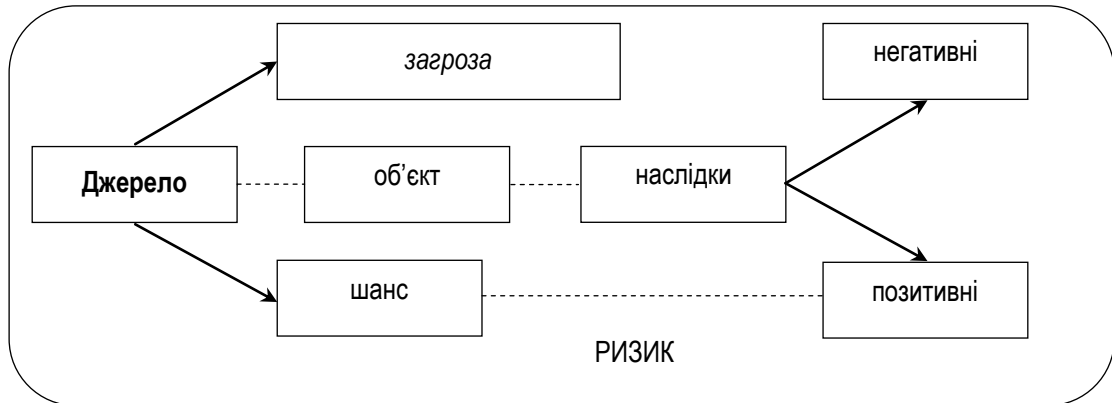 загроза
негативні
Джерело
об’єкт
наслідки
шанс
позитивні
РИЗИК